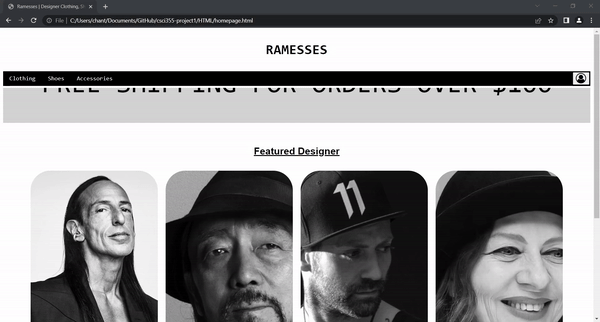 Ramesses | Designer Clothing, S
File | C:/Users/chant/Documents/GitHub/csci355-project1/HTML/homepage.html
RAMESSES
Clothing Shoes Accessories
FREE SHIPPING FOR ORDERS OVER $100
Featured Designer
11